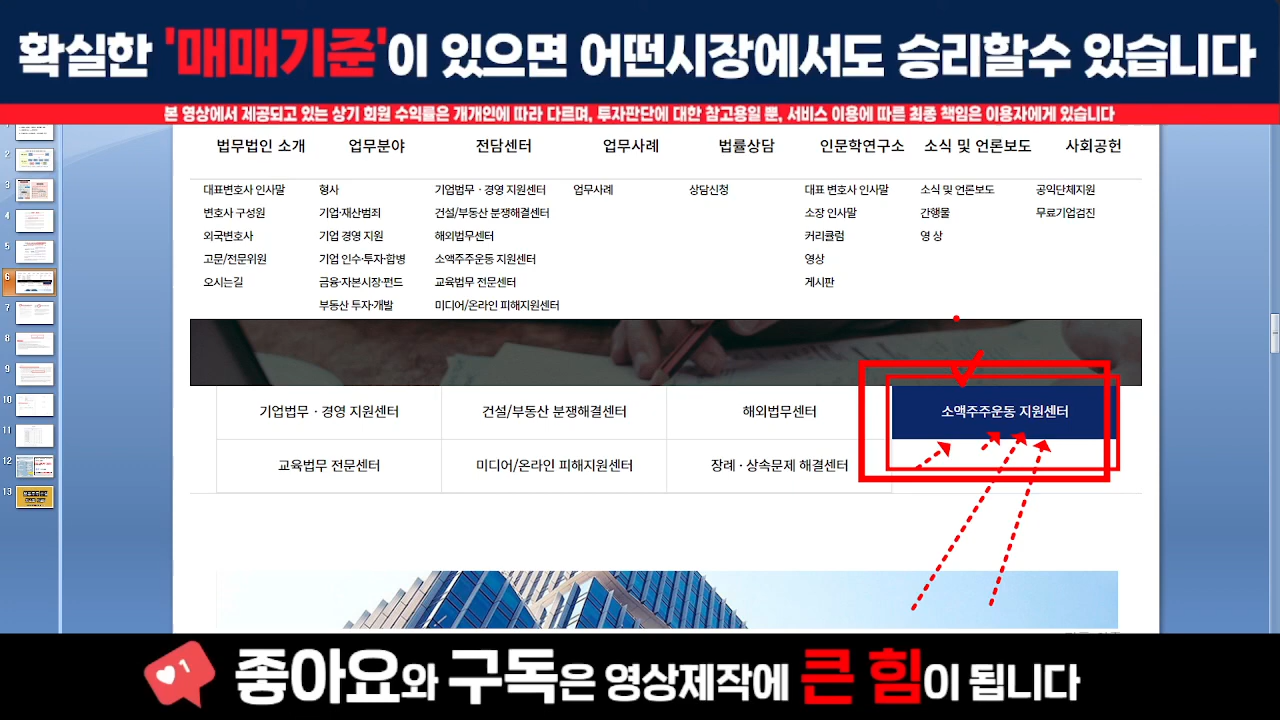 확실한 '매매기준'이 있으면 어떤시장에서도 승리할수 있습니다
본 영상에서 제공되고 있는 상기 회원 수익률은 개개인에 따라 다르며, 투자판단에 대한 참고용일 뿐, 서비스 이용에 따른 최종 책임은 이용자에게 있습니다
법무법인 소개 업무분야 전담센터 업무사례 법률상담 인문학연구소 소식 및 언론보도 사회공헌
대표변호사 인사말 형사 기업법무 · 경영 지원센터 업무사례 상담신청 대표 변호사 인사말 소식 및 언론보도 공익단체지원
변호사 구성원 기업·재산범죄 건설/부동산 분쟁해결센터 소장 인사말 간행물 무료기업검진
외국변호사 기업 경영 지원 해외법무센터 커리큘럼 영 상
고문/전문위원 기업 인수·투자·합병 소액주주운동 지원센터 영상
오시는길 금융·자본시장·펀드 교육법무 전문센터 게시판
부동산 투자·개발 미디어/온라인 피해지원센터
기업법무 · 경영 지원센터 건설/부동산 분쟁해결센터 해외법무센터 소액주주운동 지원센터
교육법무 전문센터 미디어/온라인 피해지원센터 장례 · 상속문제 해결센터
2
3
4
5
6
7
8
9
10
11
12
13
1
좋아요와 구독은 영상제작에 큰 힘이 됩니다